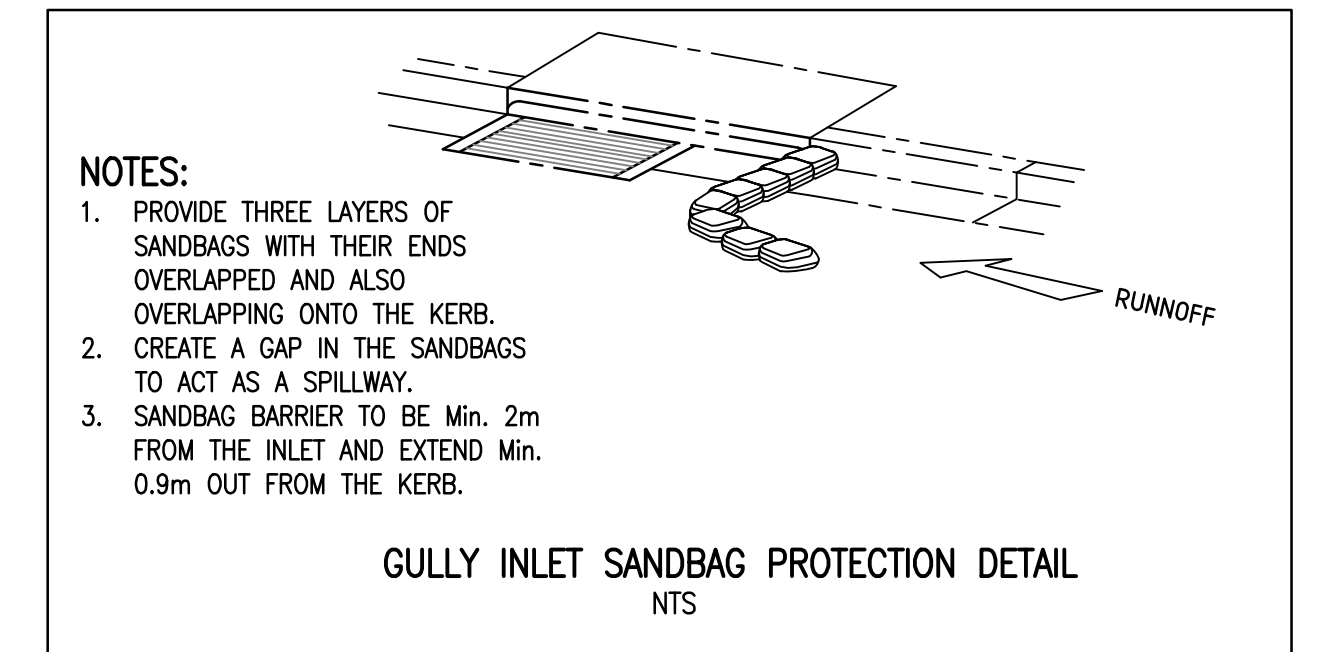 NOTES:
1. PROVIDE THREE LAYERS OF
SANDBAGS WITH THEIR ENDS
OVERLAPPED AND ALSO
OVERLAPPING ONTO THE KERB.
2. CREATE A GAP IN THE SANDBAGS
TO ACT AS A SPILLWAY.
3. SANDBAG BARRIER TO BE Min. 2m
FROM THE INLET AND EXTEND Min.
0.9m OUT FROM THE KERB.
RUNNOFF
GULLY INLET SANDBAG PROTECTION DETAIL
NTS